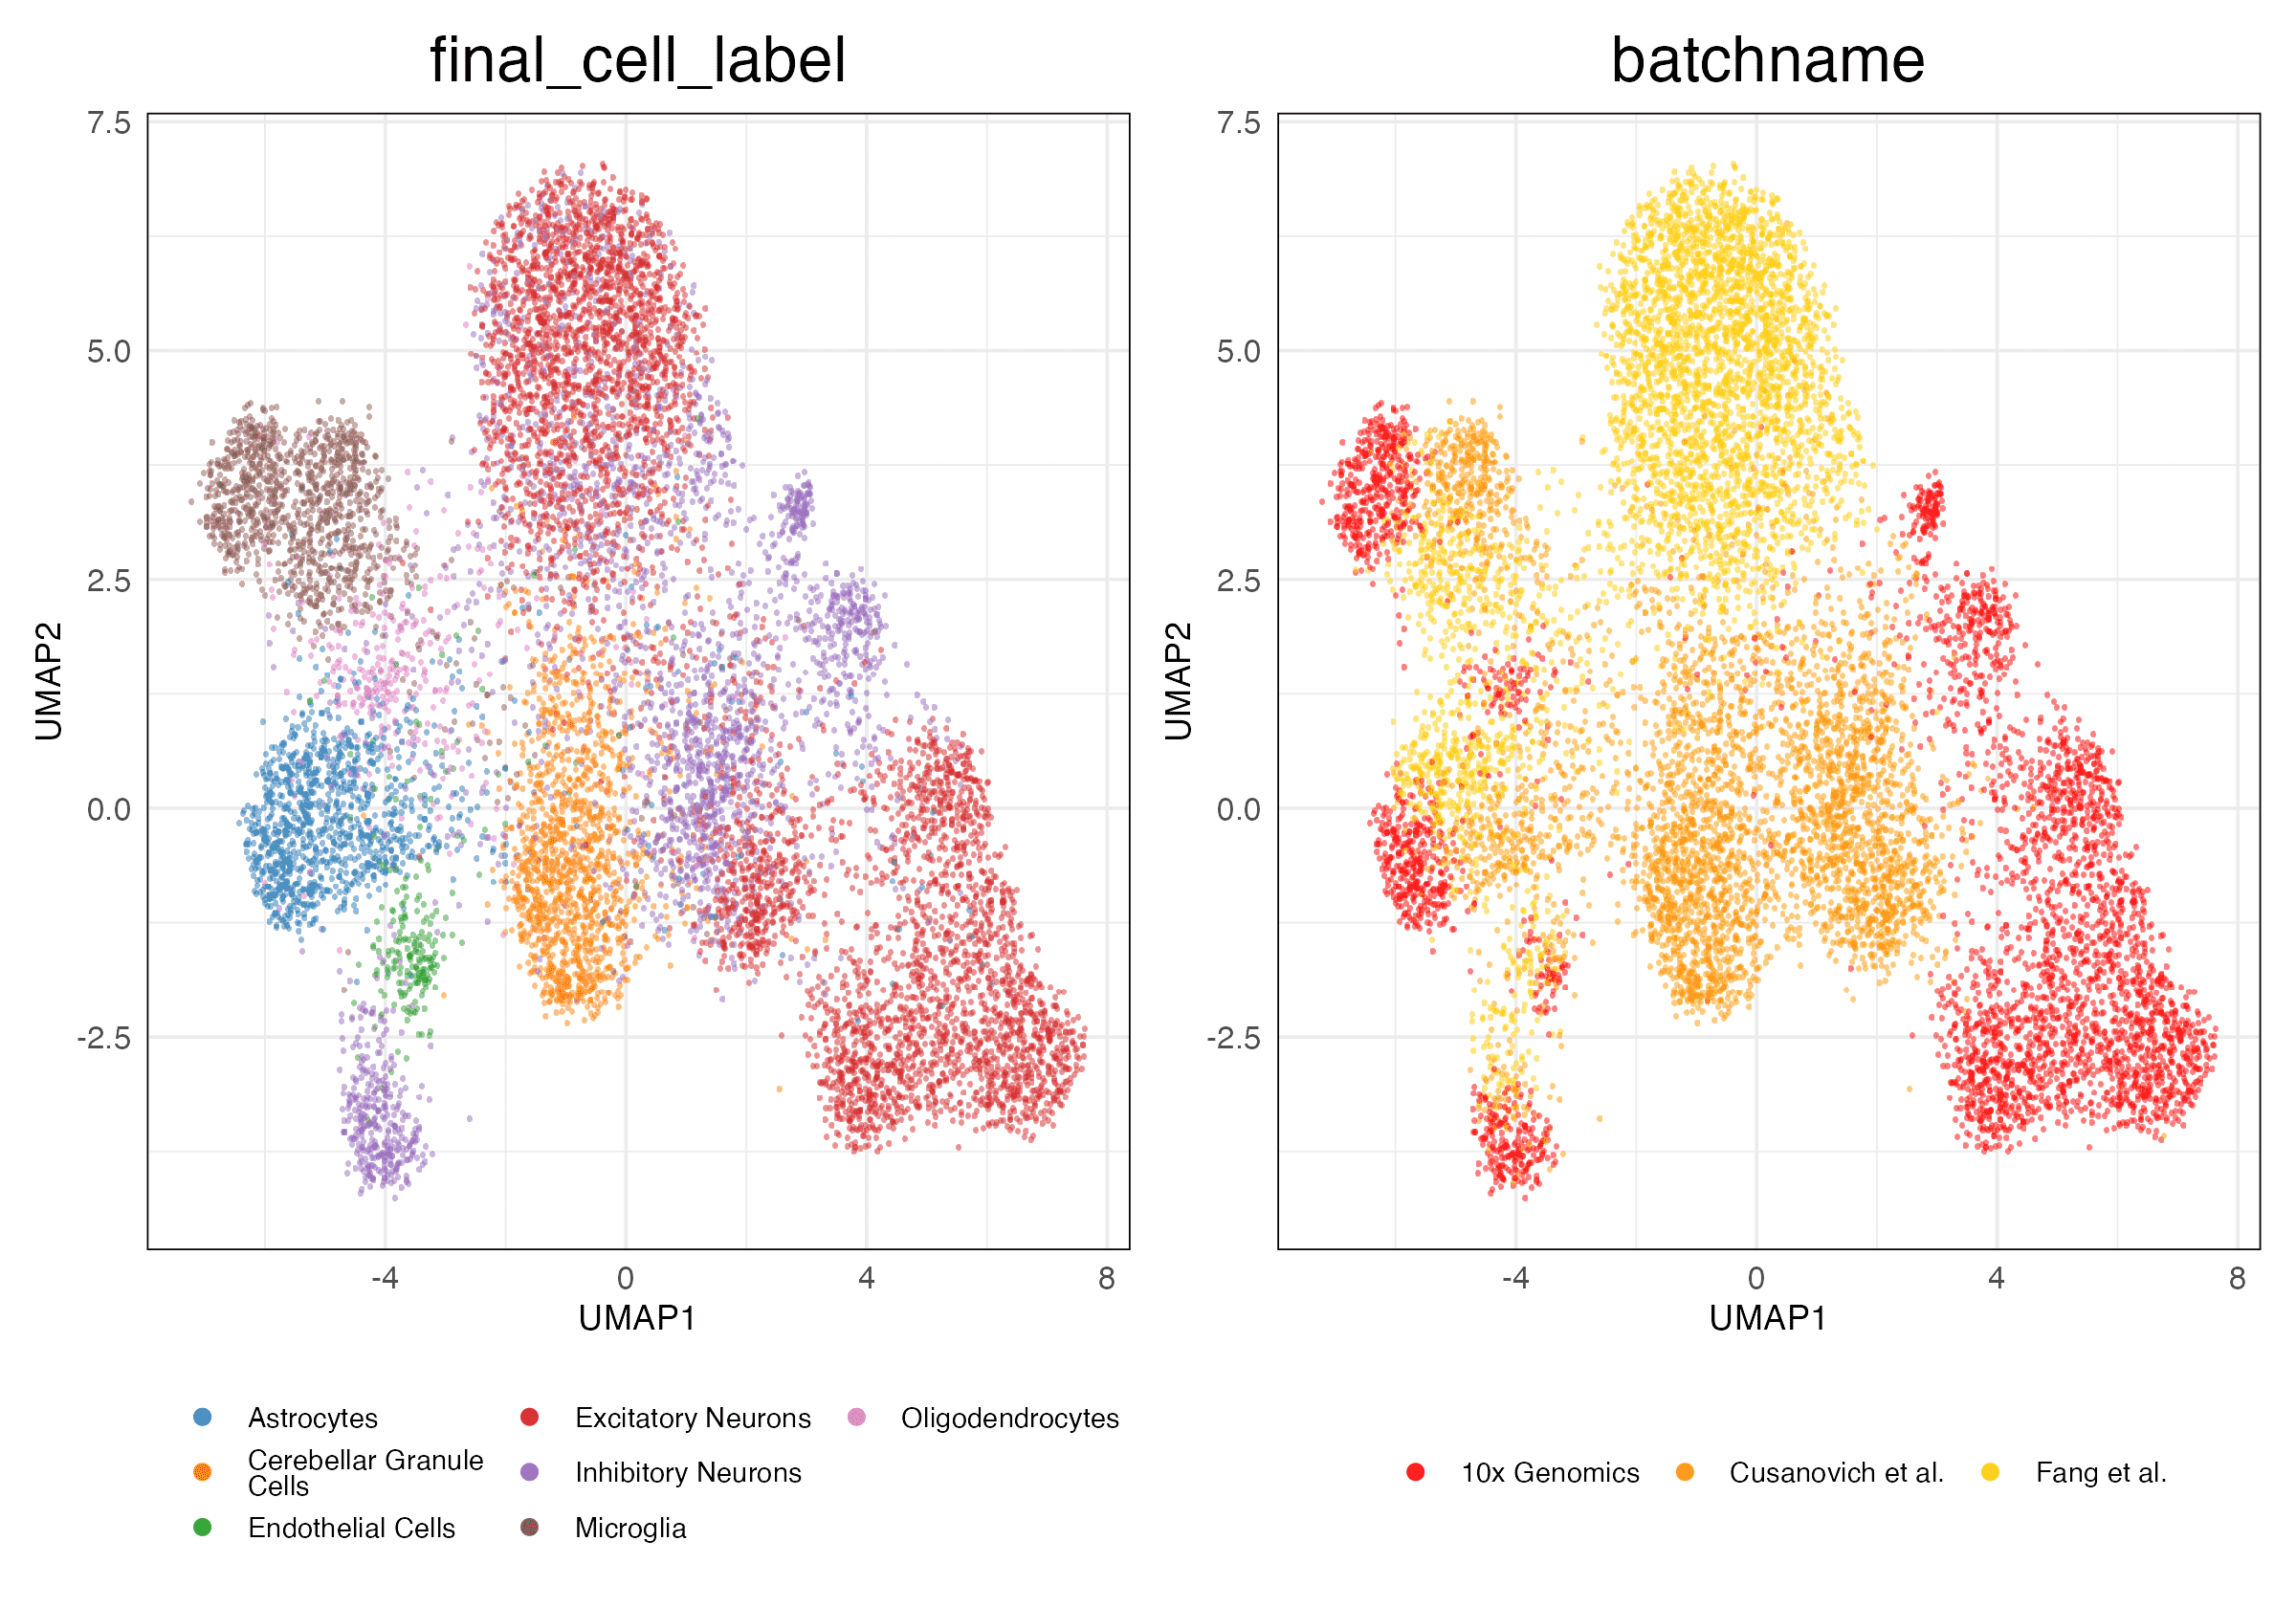 final_cell_label
batchname
7.5
5.0
2.5
0.0
-2.5
UMAP2
-4
0
4
8
UMAP1
7.5
5.0
2.5
0.0
-2.5
UMAP2
-4
0
4
8
UMAP1
Astrocytes
Cerebellar Granule
Cells
Endothelial Cells
Excitatory Neurons
Inhibitory Neurons
Microglia
Oligodendrocytes
10x Genomics
Cusanovich et al.
Fang et al.